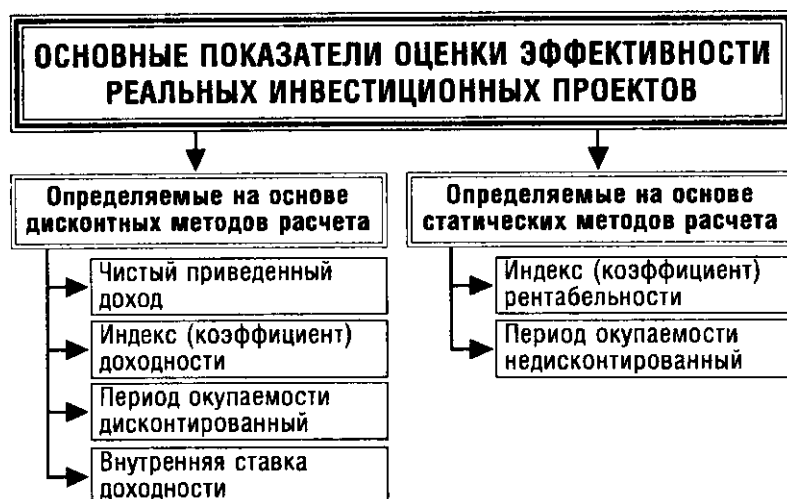 ОСНОВНЫЕ ПОКАЗАТЕЛИ ОЦЕНКИ ЭФФЕКТИВНОСТИ
РЕАЛЬНЫХ ИНВЕСТИЦИОННЫХ ПРОЕКТОВ
Определяемые на основе
дисконтных методов расчета
Чистый приведенный
доход
Индекс (коэффициент)
доходности
Период окупаемости
дисконтированный
Внутренняя ставка
доходности
Определяемые на основе
статических методов расчета
Индекс (коэффициент)
рентабельности
Период окупаемости
недисконтированный